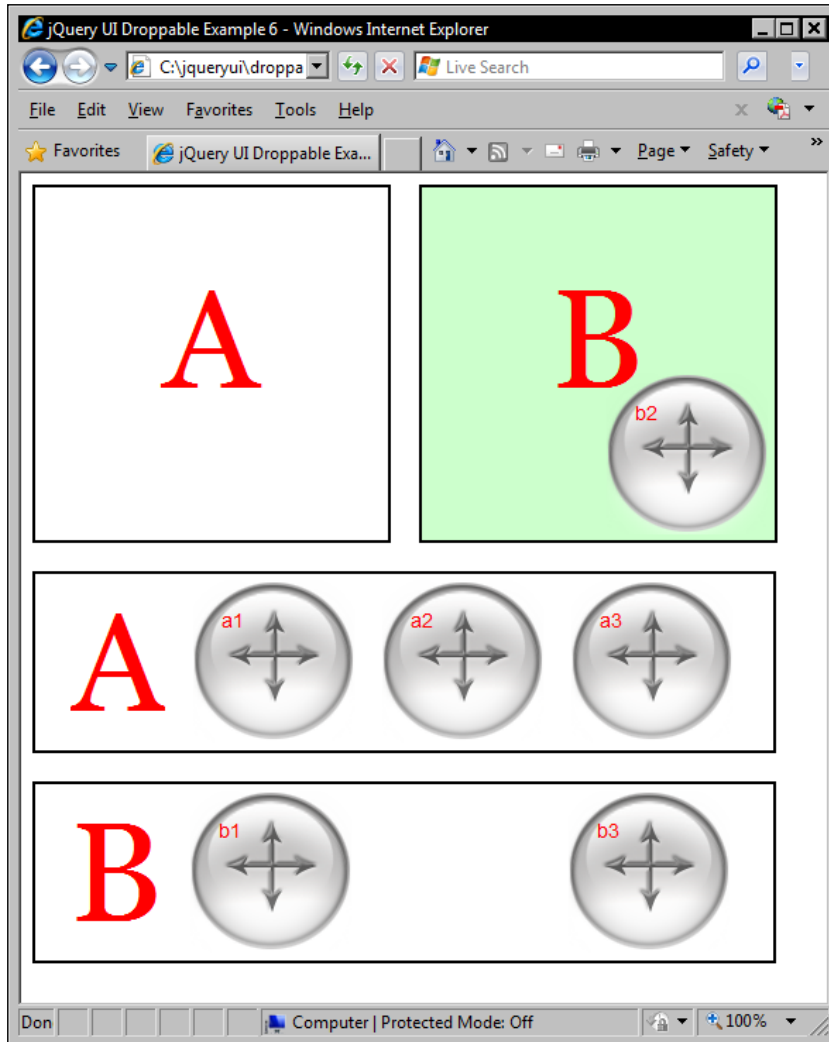 jQuery UI Droppable Example 6 - Windows Internet Explorer
C:\jqueryui\droppa
Live Search
File Edit View Favorites Tools Help
Favorites
jQuery UI Droppable Exa...
Page Safety »
A
B
b2
A
a1
a2
a3
B
b1
b3
Don
Computer | Protected Mode: Off
100%